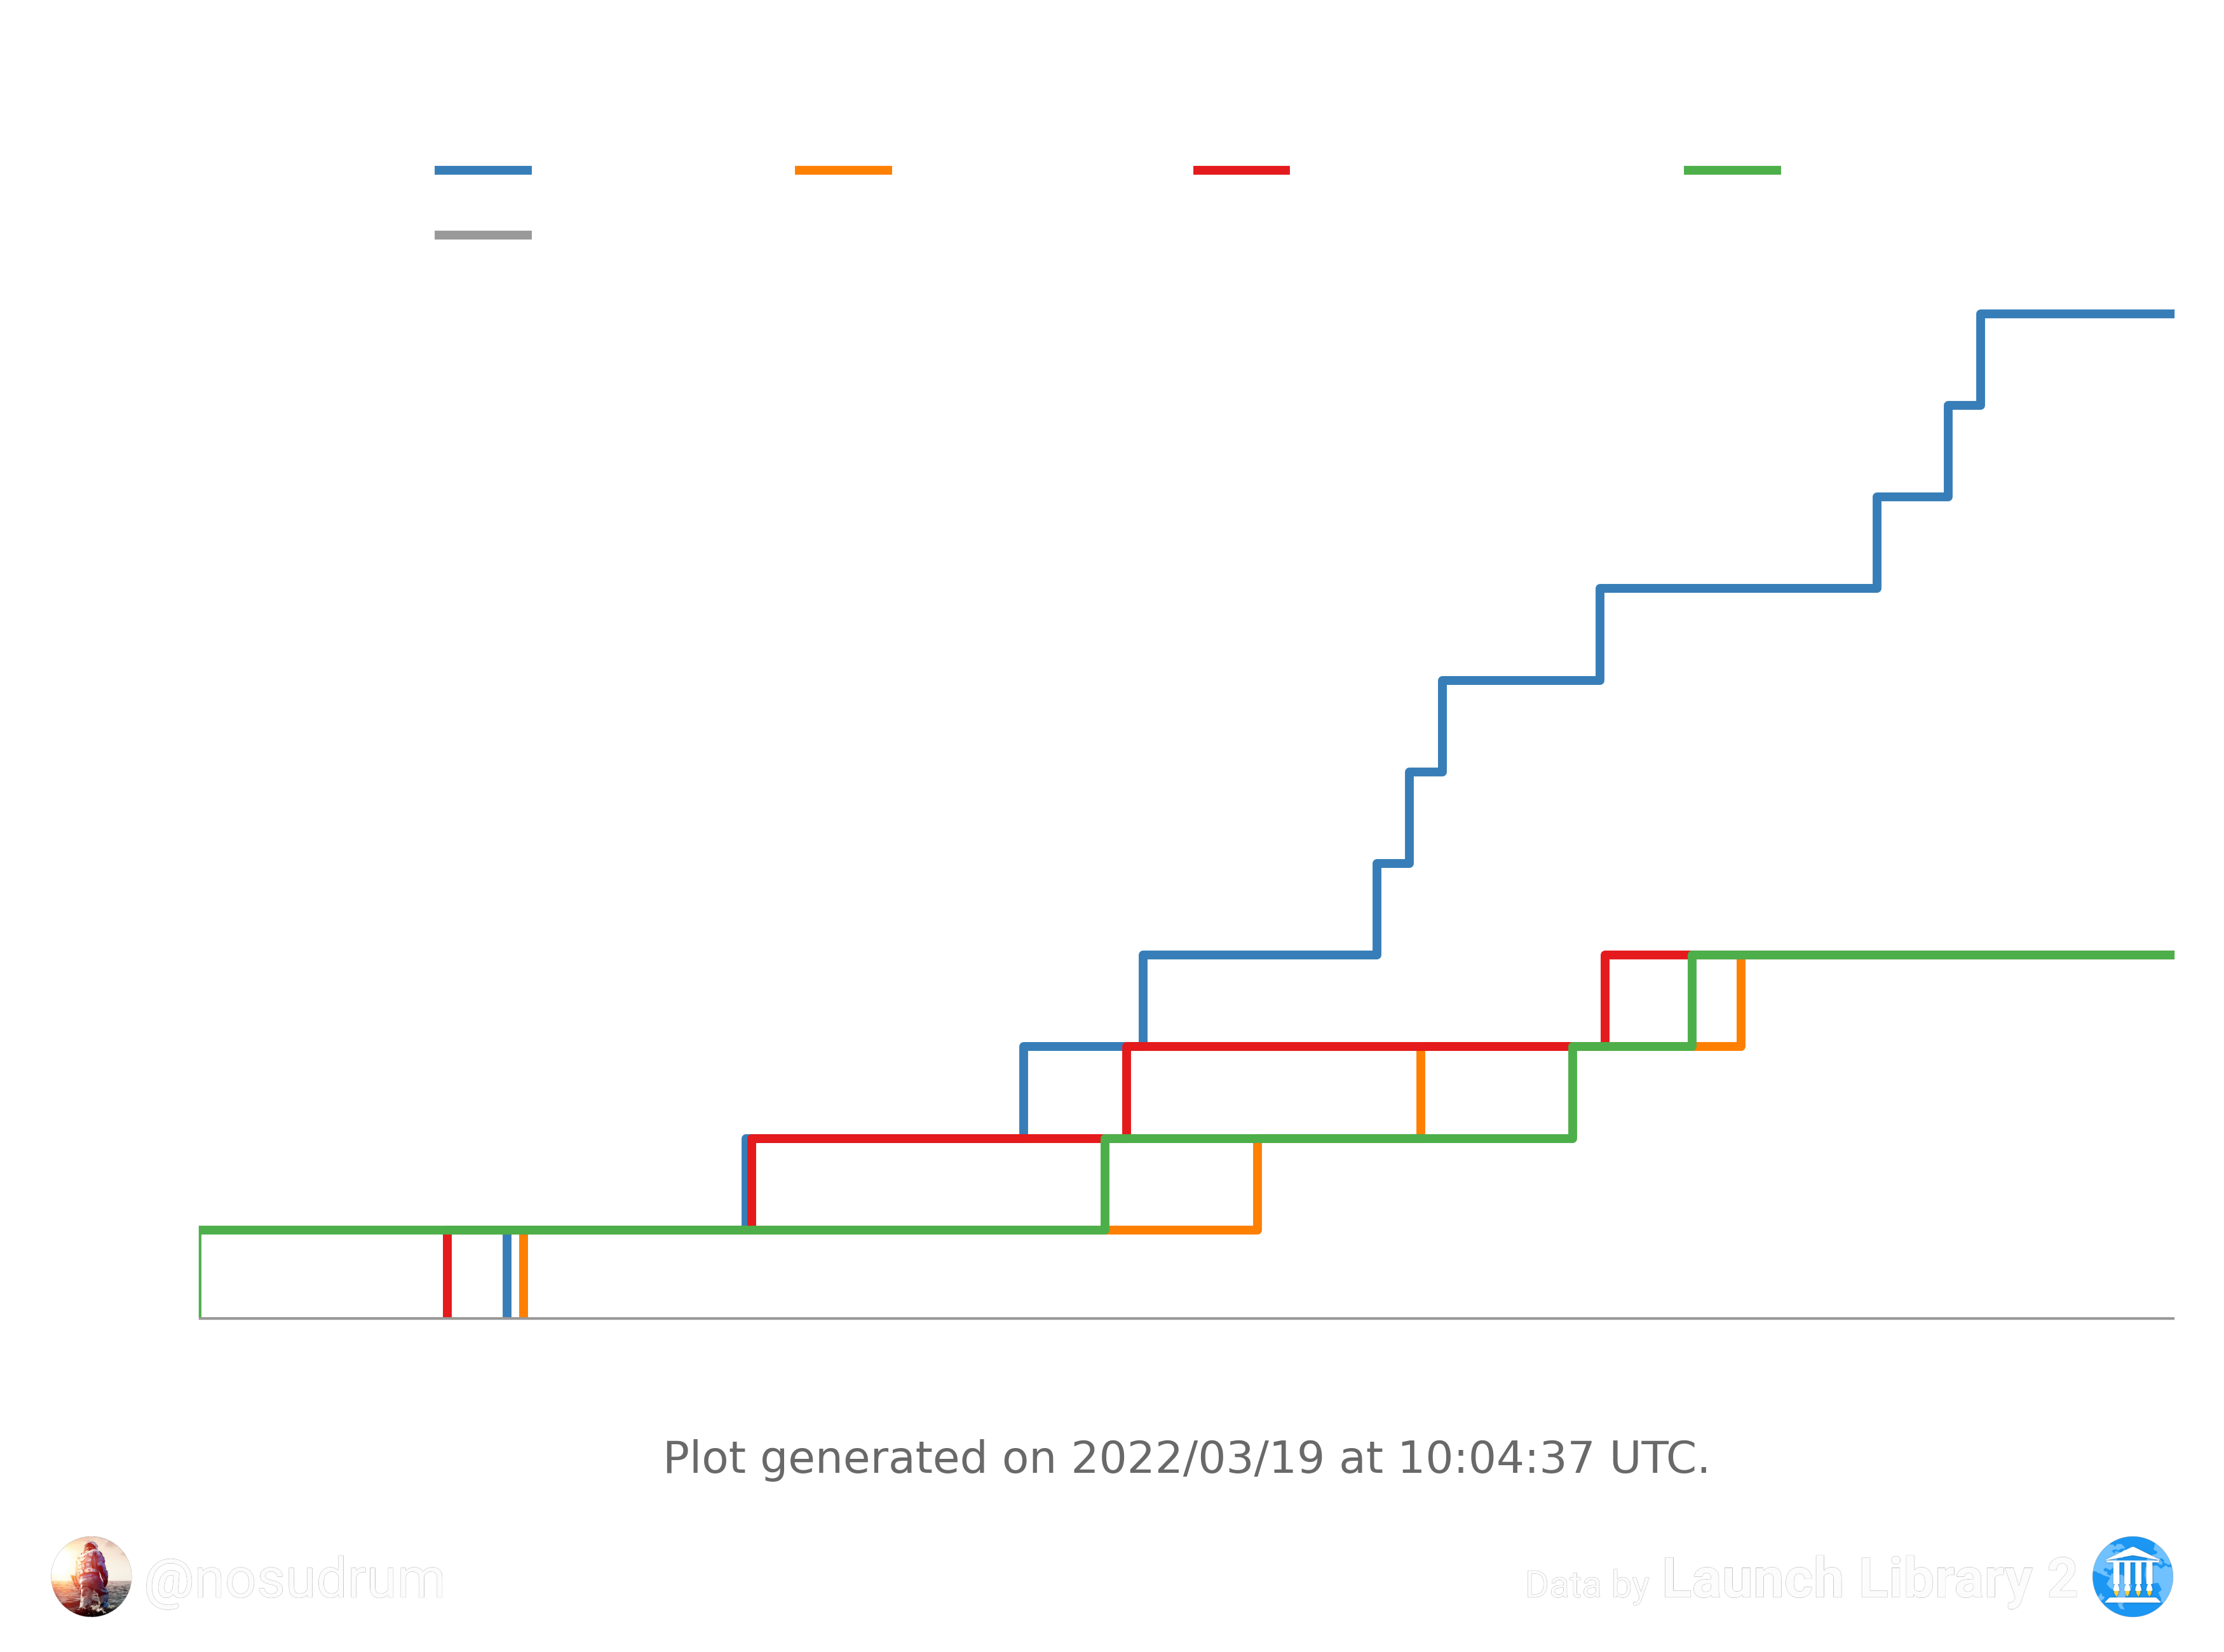 Plot generated on 2022/03/19 at 10:04:37 UTC.
@nosudrum
Data by Launch Library 2